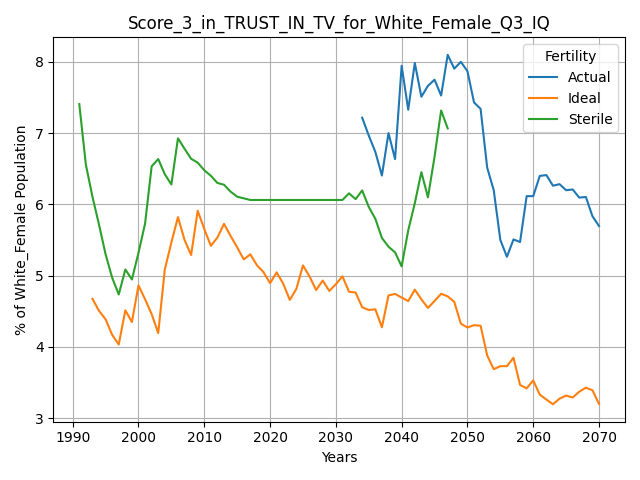 Score_3_in_TRUST_IN_TV_for_White_Female_Q3_IQ
Fertility
Actual
Ideal
Sterile
% of White_Female Population
8
7
6
5
4
3
1990 2000 2010 2020 2030 2040 2050 2060 2070
Years